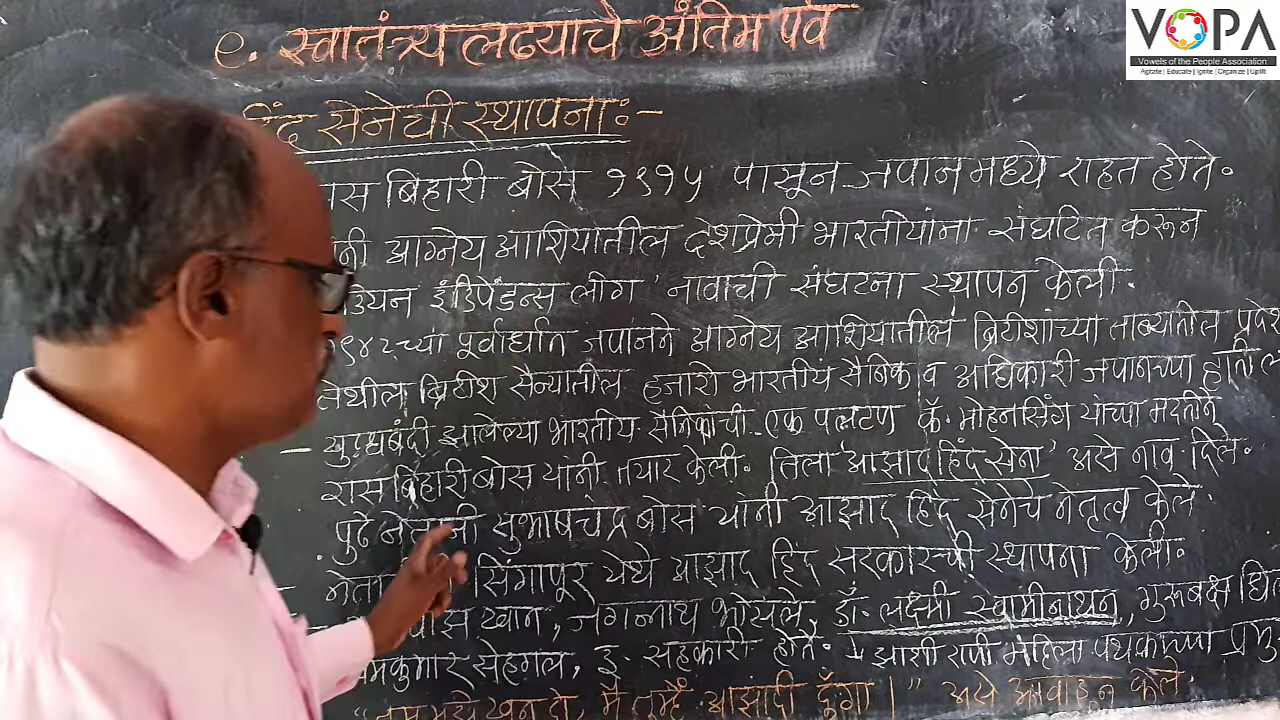 ९. स्वातंत्र्य लढयाचे अंतिम पर्व
VOPA
Vowels of the People Association
Agitate | Educate | Ignite | Organize | Uplift
हिंद सेनेची स्थापना :-
रास बिहारी बोस १९१५ पासून जपानमध्ये राहत होते.
आग्नेय आशियातील देशप्रेमी भारतीयांना संघटित करून
इंडिपेंडन्स लीग' नावाची संघटना स्थापन केली.
१९४२च्या पूर्वार्धात जपानने आग्नेय आशियातील ब्रिटीशांच्या ताब्यातील प्रदेश
तेथील ब्रिटीश सैन्यातील हजारो भारतीय सैनिक व अधिकारी जपानच्या हाती
– युद्धबंदी झालेल्या भारतीय सैनिकांची एक पलटण कॅ. मोहनसिंग यांच्या मदतीने
रास बिहारी बोस यांनी तयार केली. तिला 'आझाद हिंद सेना' असे नाव दिले.
पुढे नेताजी सुभाषचंद्र बोस यांनी आझाद हिंद सेनेचे नेतृत्व केले.
सिंगापूर येथे आझाद हिंद सरकारची स्थापना केली.
खान, जगन्नाथ भोसले, डॉ. लक्ष्मी स्वामीनाथन, गुरूबक्ष
सेहगल, इ. सहकारी होते. झाशी राणी महिला पथकाच्या
खून दो, मैं तुम्हें आझादी दूँगा।" असे आवाहन केले.